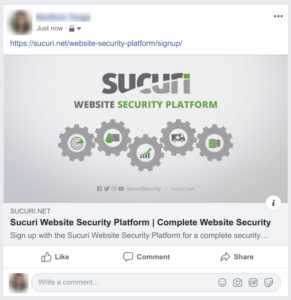 Just now
https://sucuri.net/website-security-platform/signup/
SUCURI
WEBSITE SECURITY PLATFORM
SucuriSecurity | sucuri.net
SUCURI.NET
Sucuri Website Security Platform | Complete Website Security
Sign up with the Sucuri Website Security Platform for a complete security…
Like
Comment
Share
Write a comment...
GIF